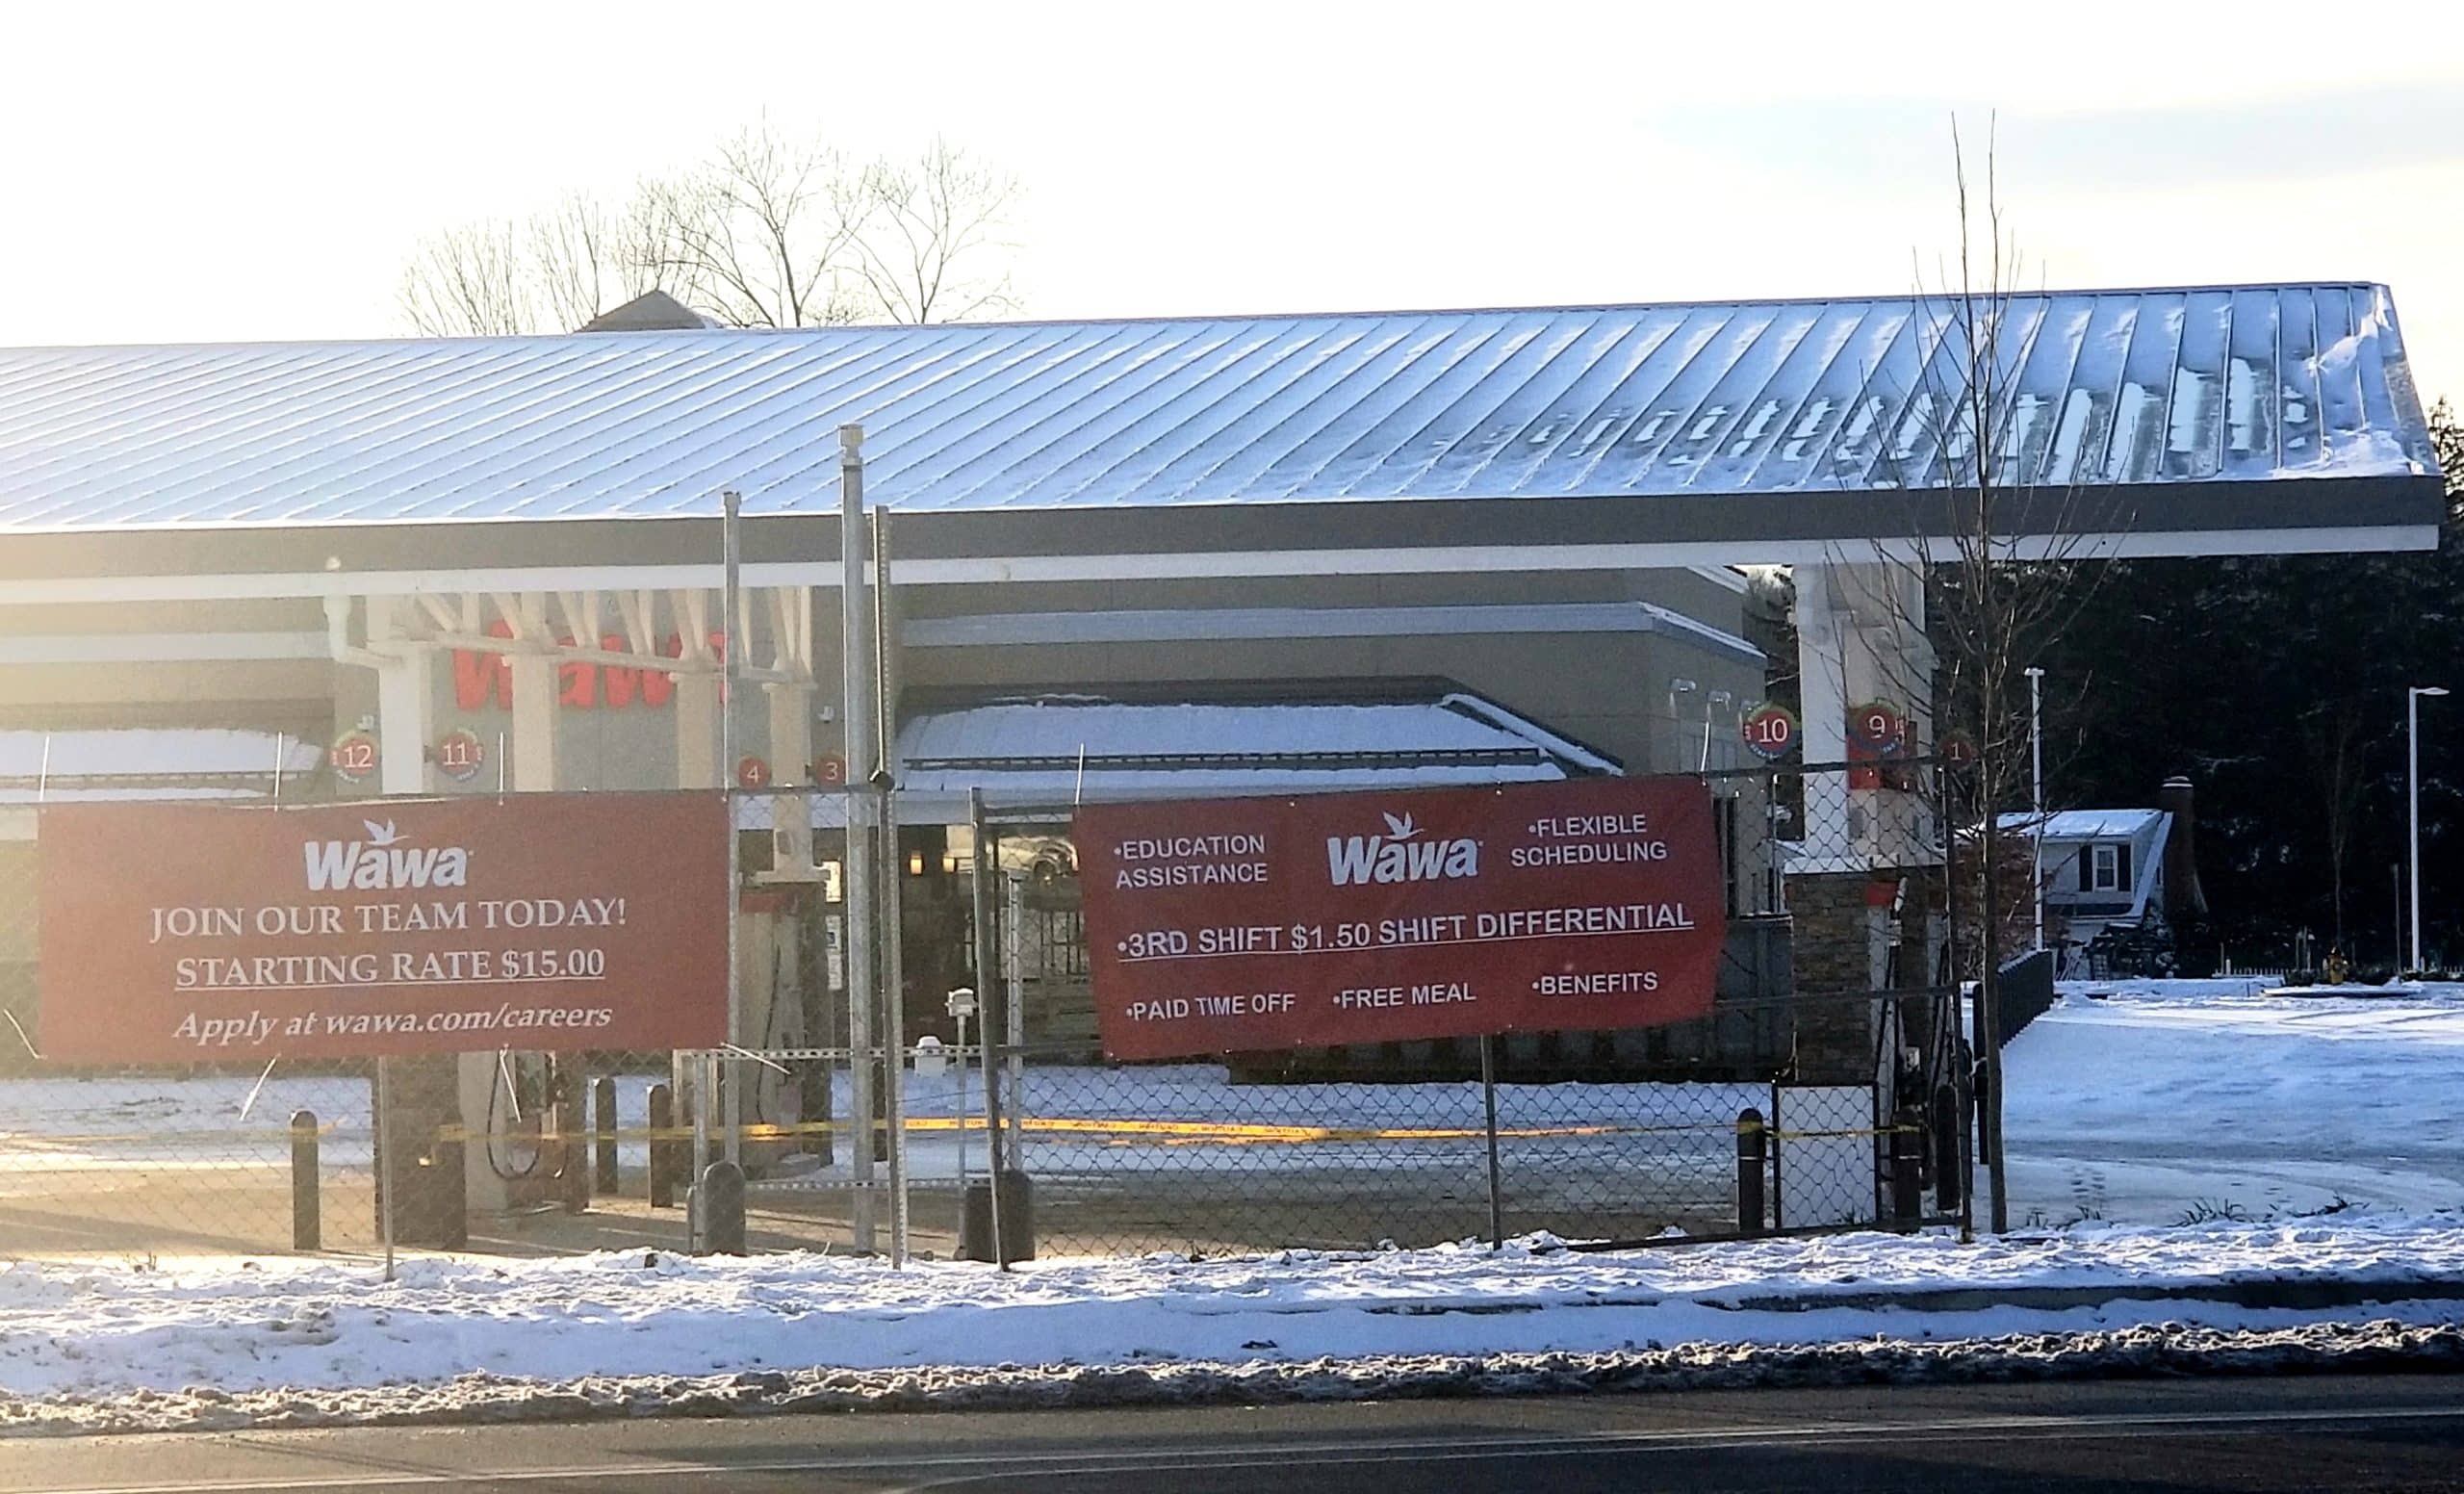 Wawa
12
11
4
3
10
9
1
Wawa
JOIN OUR TEAM TODAY!
STARTING RATE $15.00
Apply at wawa.com/careers
•EDUCATION
ASSISTANCE
Wawa
•FLEXIBLE
SCHEDULING
•3RD SHIFT $1.50 SHIFT DIFFERENTIAL
•PAID TIME OFF •FREE MEAL •BENEFITS